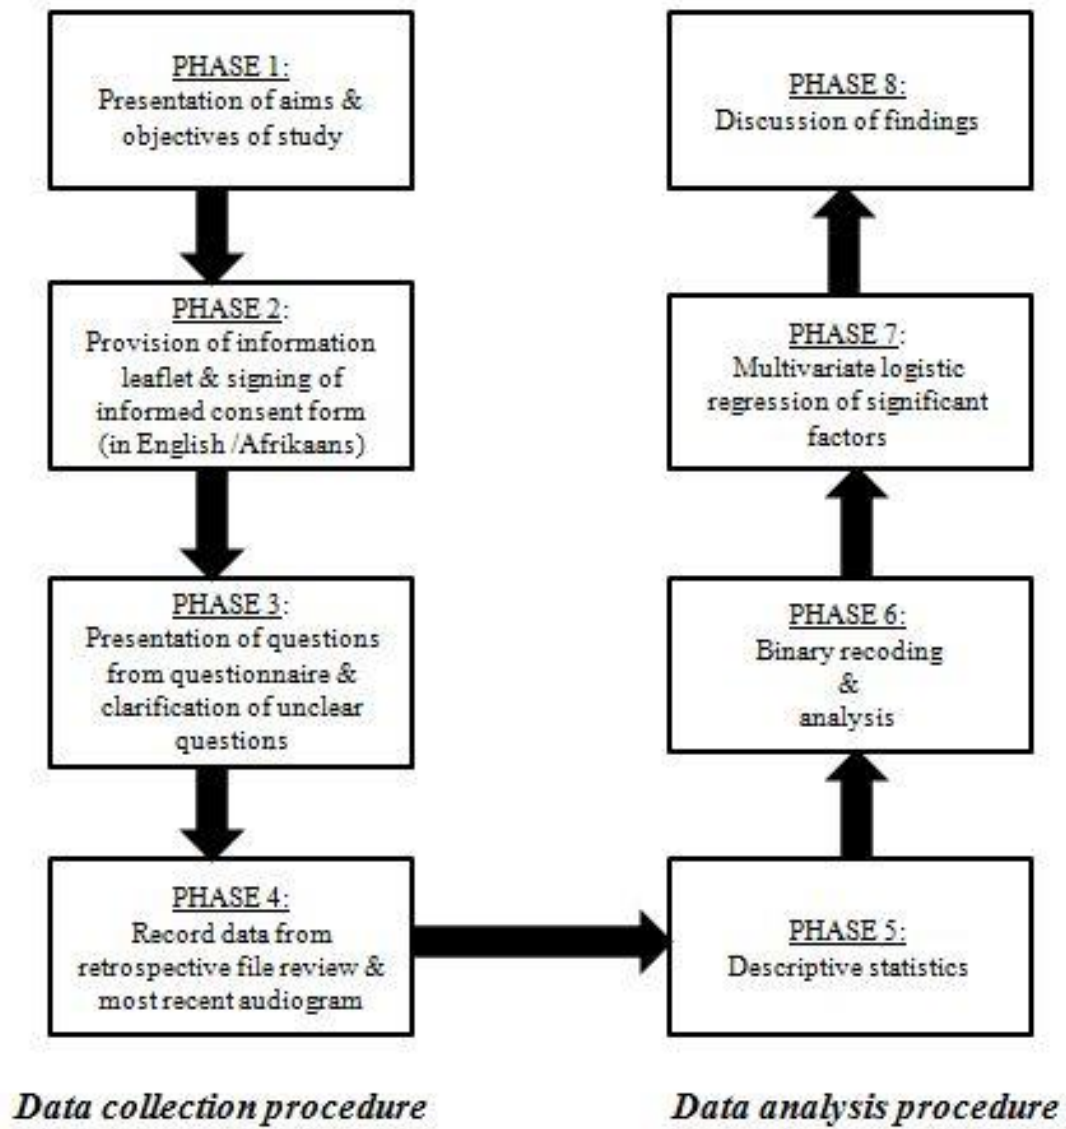 PHASE 1:
Presentation of aims &
objectives of study
PHASE 2:
Provision of information
leaflet & signing of
informed consent form
(in English /Afrikaans)
PHASE 3:
Presentation of questions
from questionnaire &
clarification of unclear
questions
PHASE 4:
Record data from
retrospective file review &
most recent audiogram
Data collection procedure
PHASE 8:
Discussion of findings
PHASE 7:
Multivariate logistic
regression of significant
factors
PHASE 6:
Binary recoding
&
analysis
PHASE 5:
Descriptive statistics
Data analysis procedure